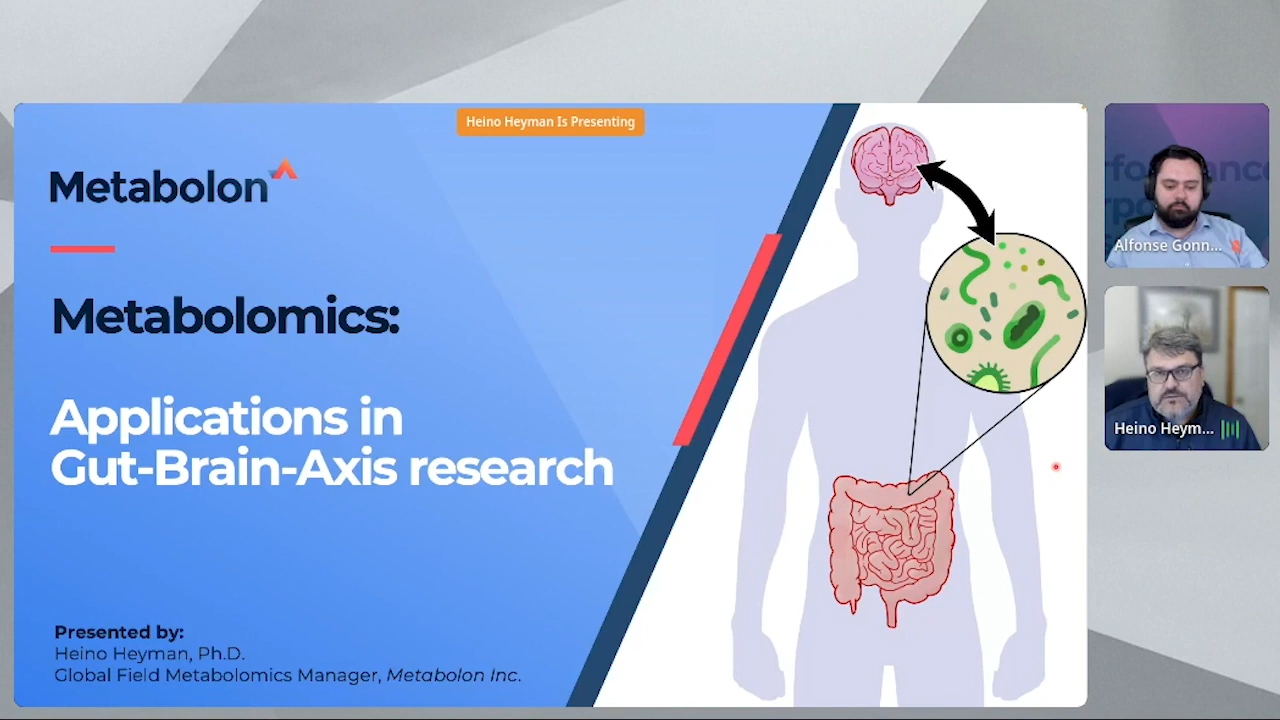 Heino Heyman Is Presenting
Metabolon
Metabolomics:
Applications in
Gut-Brain-Axis research
Presented by:
Heino Heyman, Ph.D.
Global Field Metabolomics Manager, Metabolon Inc.
Alfonse Gonn...
Heino Heym...